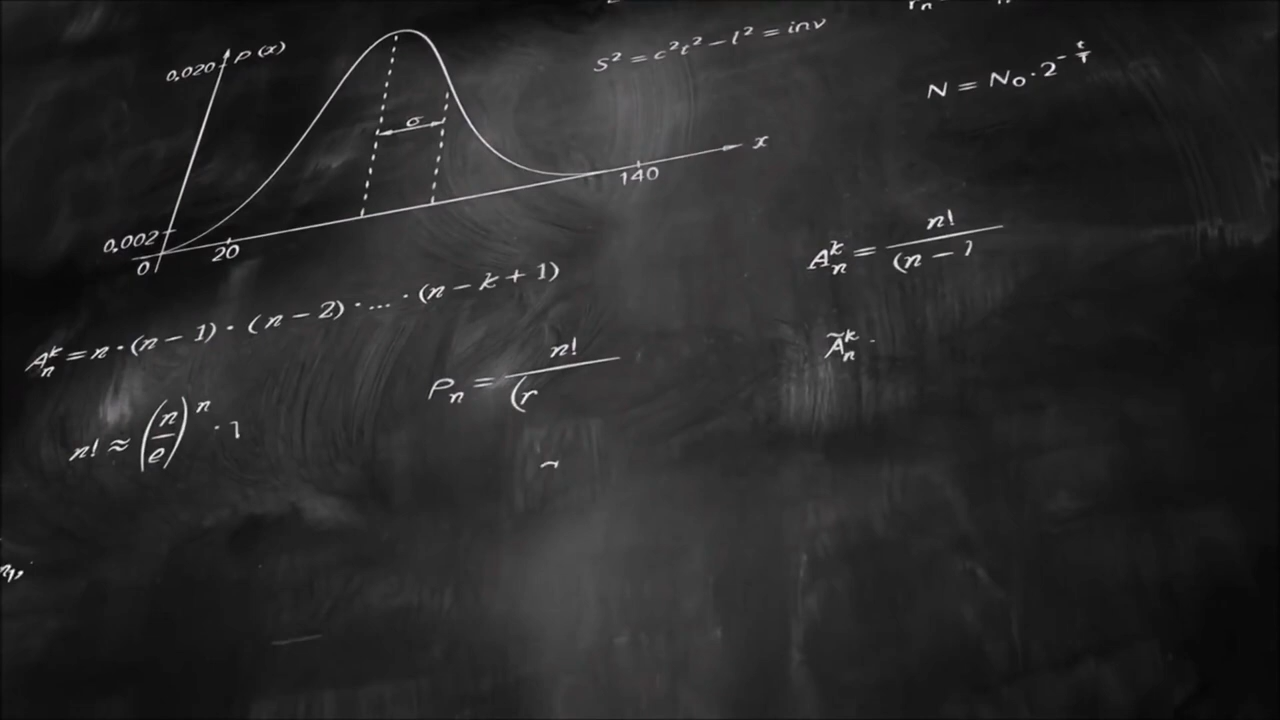 0,020 P(x)
S² = c²t² − l² = inv
N = N₀ · 2^(−t/T)
σ
x
140
0,002
0
20
Aₙᵏ = n!/(n −
Aₙᵏ = n · (n − 1) · (n − 2) · ... · (n − k + 1)
Ãₙᵏ
Pₙ = n!/(
n! ≈ (n/e)ⁿ ·